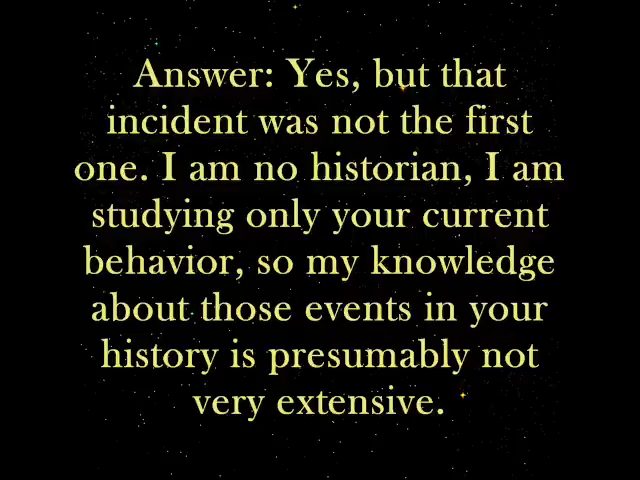 Answer: Yes, but that
incident was not the first
one. I am no historian, I am
studying only your current
behavior, so my knowledge
about those events in your
history is presumably not
very extensive.